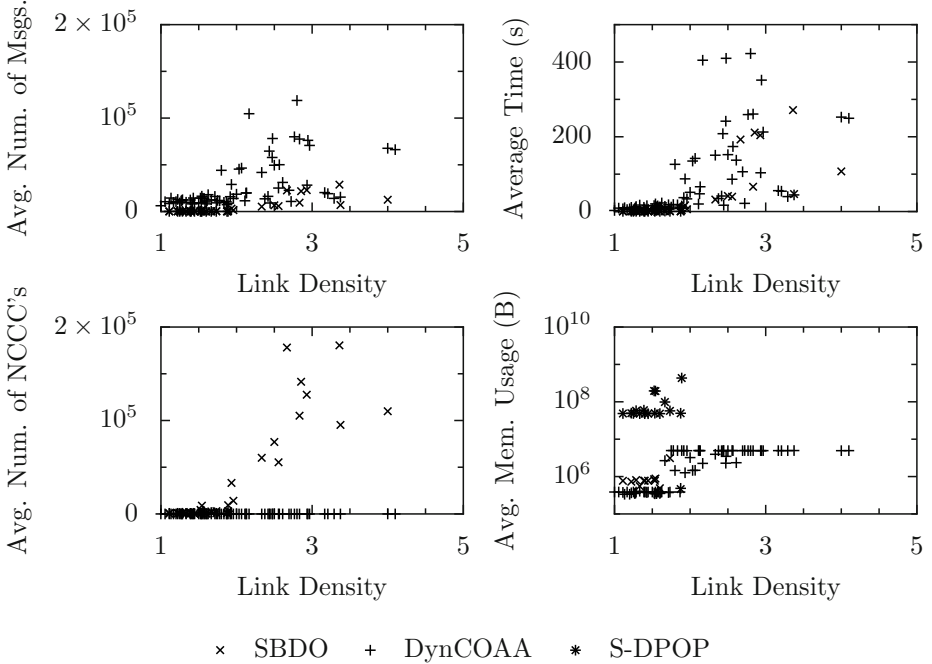 Avg. Num. of Msgs.
2 × 10^5
10^5
0
1 3 5
Link Density
Average Time (s)
400
200
0
1 3 5
Link Density
Avg. Num. of NCCC's
2 × 10^5
10^5
0
1 3 5
Link Density
Avg. Mem. Usage (B)
10^10
10^8
10^6
1 3 5
Link Density
× SBDO + DynCOAA ∗ S-DPOP